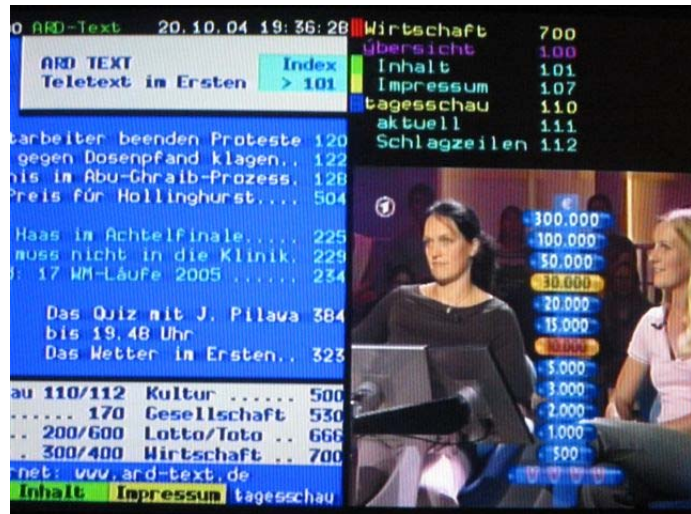 0 ARD-Text 20.10.04 19:36:28
ARD TEXT Index
Teletext im Ersten > 101
tarbeiter beenden Proteste 120
gegen Dosenpfand klagen.. 122
nis im Abu-Ghraib-Prozess. 128
Preis für Hollinghurst.... 504
Haas im Achtelfinale..... 225
muss nicht in die Klinik. 229
: 17 WM-Läufe 2005 ...... 234
Das Quiz mit J. Pilawa 384
bis 19.48 Uhr
Das Wetter im Ersten.. 323
au 110/112 Kultur ...... 500
...... 170 Gesellschaft 530
.. 200/600 Lotto/Toto .. 666
. 300/400 Wirtschaft .. 700
rnet: www.ard-text.de
Inhalt Impressum tagesschau
Wirtschaft 700
ýbersicht 100
Inhalt 101
Impressum 107
tagesschau 110
aktuell 111
Schlagzeilen 112
€
300.000
100.000
50.000
30.000
20.000
15.000
10.000
5.000
3.000
2.000
1.000
500